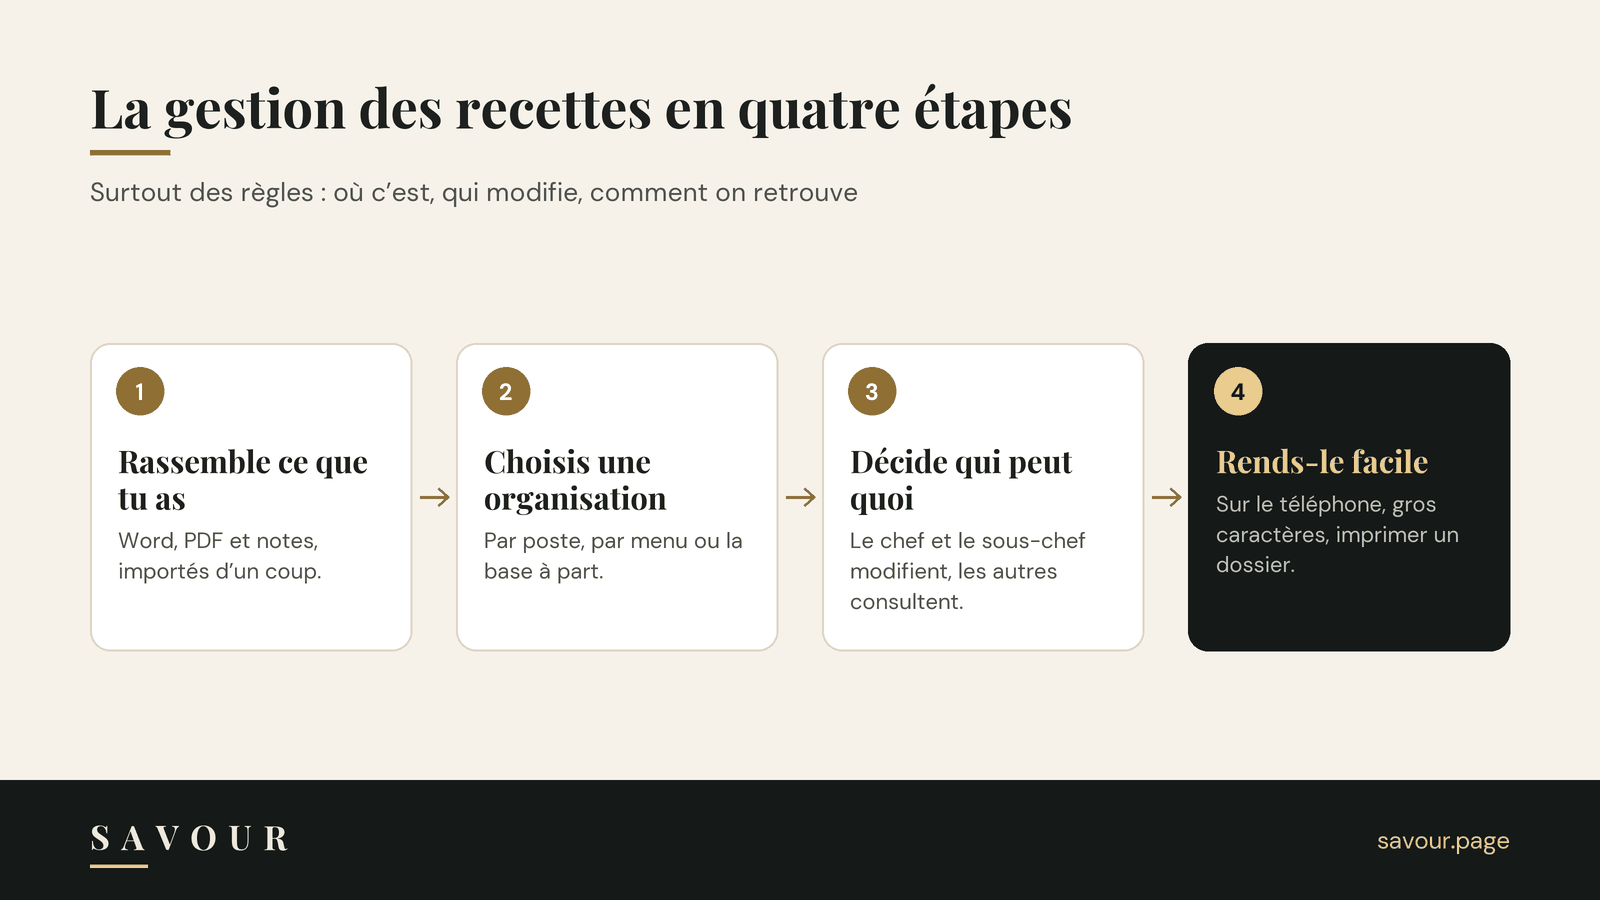 La gestion des recettes en quatre étapes
Surtout des règles : où c’est, qui modifie, comment on retrouve
1
Rassemble ce que
tu as
Word, PDF et notes,
importés d’un coup.
2
Choisis une
organisation
Par poste, par menu ou la
base à part.
3
Décide qui peut
quoi
Le chef et le sous-chef
modifient, les autres
consultent.
4
Rends-le facile
Sur le téléphone, gros
caractères, imprimer un
dossier.
SAVOUR
savour.page